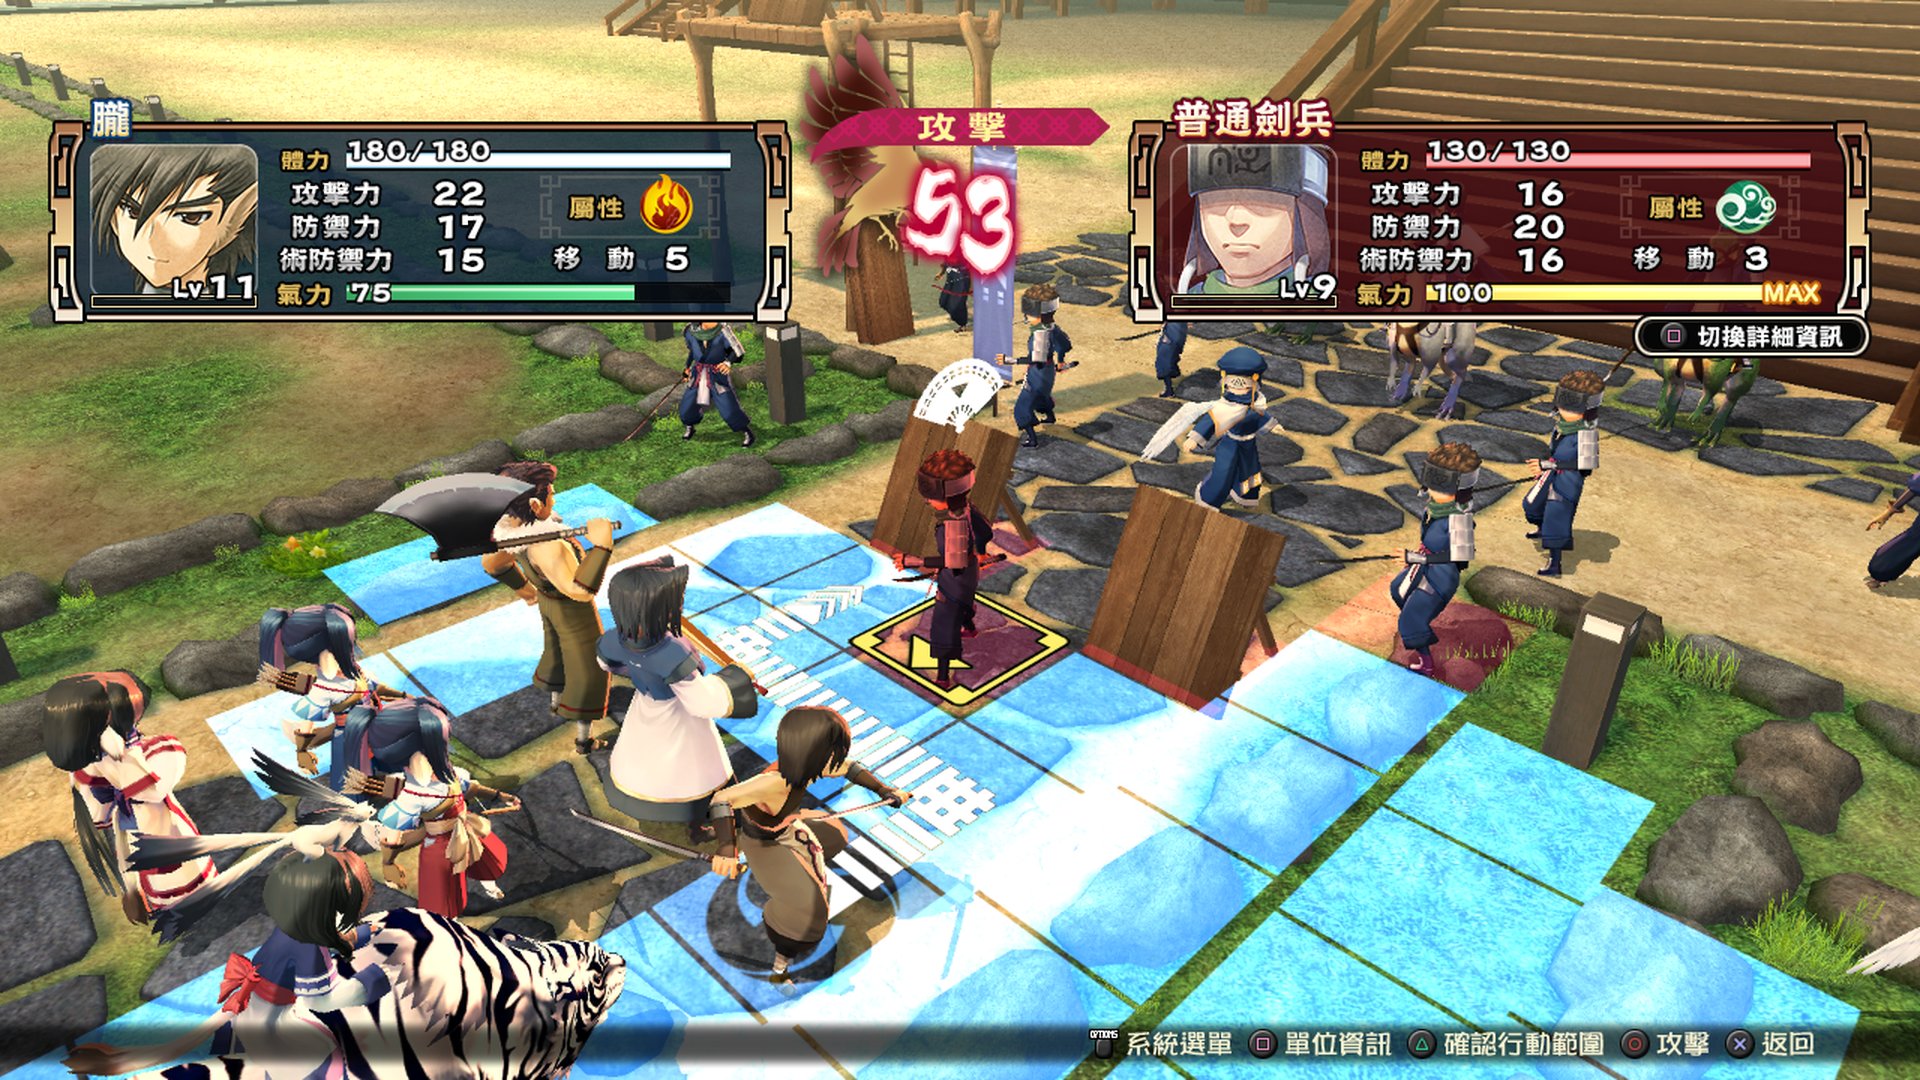 朧
體力 180/180
攻擊力 22
防禦力 17
術防禦力 15
屬性
移動 5
Lv11
氣力 75
攻擊
53
普通劍兵
體力 130/130
攻擊力 16
防禦力 20
術防禦力 16
屬性
移動 3
Lv9
氣力 100 MAX
切換詳細資訊
OPTIONS 系統選單 單位資訊 確認行動範圍 攻擊 返回